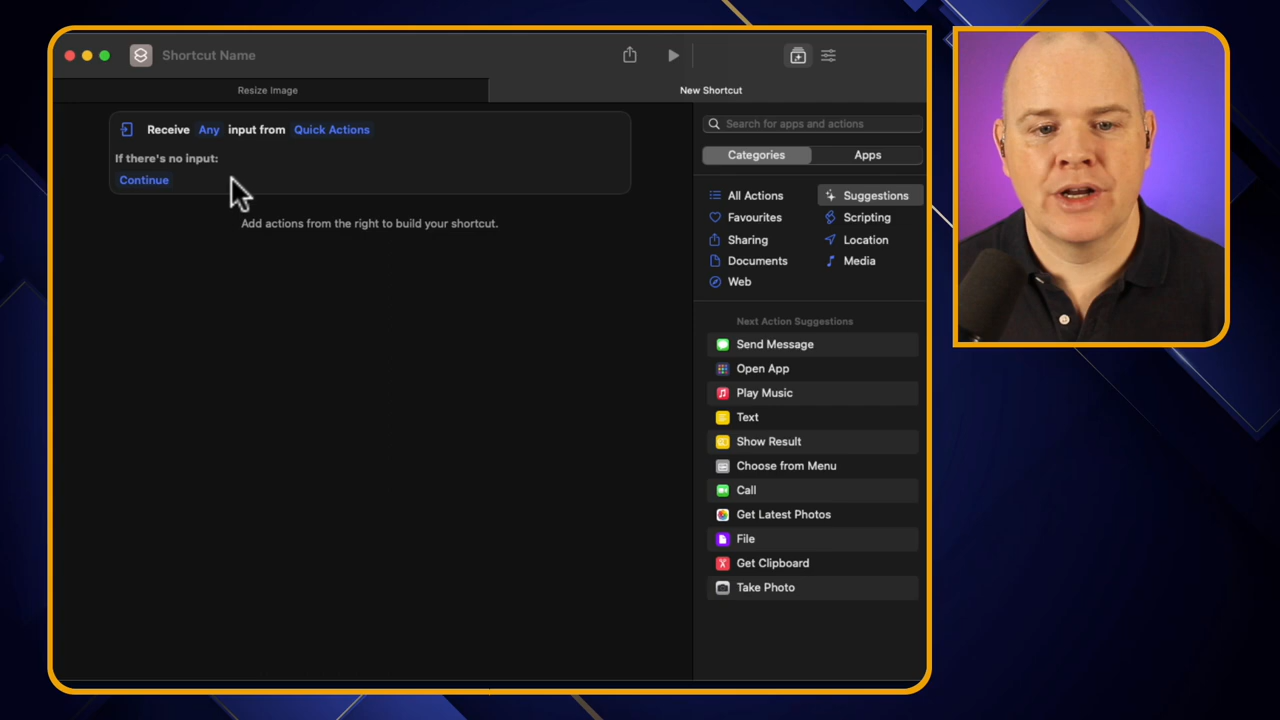 Shortcut Name
Resize Image
New Shortcut
Receive Any input from Quick Actions
If there's no input:
Continue
Add actions from the right to build your shortcut.
Search for apps and actions
Categories
Apps
All Actions
Suggestions
Favourites
Scripting
Sharing
Location
Documents
Media
Web
Next Action Suggestions
Send Message
Open App
Play Music
Text
Show Result
Choose from Menu
Call
Get Latest Photos
File
Get Clipboard
Take Photo